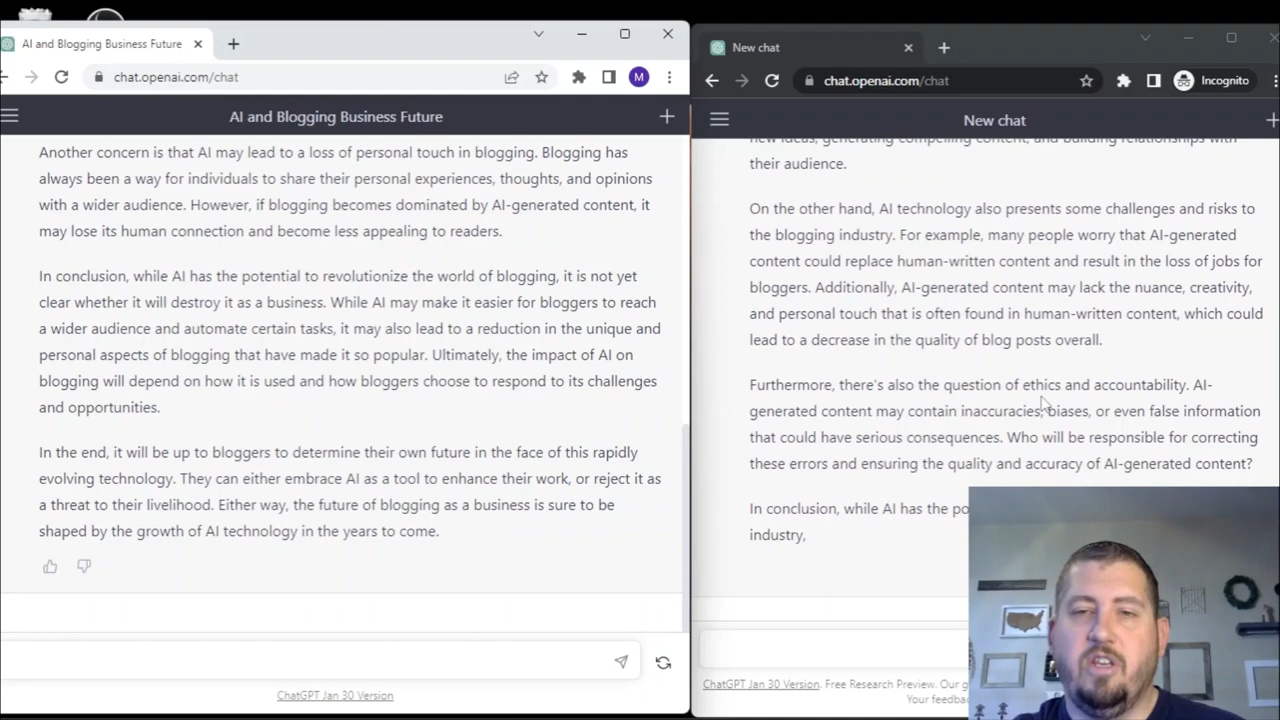 AI and Blogging Business Future
chat.openai.com/chat
M
AI and Blogging Business Future
Another concern is that AI may lead to a loss of personal touch in blogging. Blogging has
always been a way for individuals to share their personal experiences, thoughts, and opinions
with a wider audience. However, if blogging becomes dominated by AI-generated content, it
may lose its human connection and become less appealing to readers.
In conclusion, while AI has the potential to revolutionize the world of blogging, it is not yet
clear whether it will destroy it as a business. While AI may make it easier for bloggers to reach
a wider audience and automate certain tasks, it may also lead to a reduction in the unique and
personal aspects of blogging that have made it so popular. Ultimately, the impact of AI on
blogging will depend on how it is used and how bloggers choose to respond to its challenges
and opportunities.
In the end, it will be up to bloggers to determine their own future in the face of this rapidly
evolving technology. They can either embrace AI as a tool to enhance their work, or reject it as
a threat to their livelihood. Either way, the future of blogging as a business is sure to be
shaped by the growth of AI technology in the years to come.
ChatGPT Jan 30 Version
New chat
chat.openai.com/chat
Incognito
New chat
new ideas, generating compelling content, and building relationships with
their audience.
On the other hand, AI technology also presents some challenges and risks to
the blogging industry. For example, many people worry that AI-generated
content could replace human-written content and result in the loss of jobs for
bloggers. Additionally, AI-generated content may lack the nuance, creativity,
and personal touch that is often found in human-written content, which could
lead to a decrease in the quality of blog posts overall.
Furthermore, there's also the question of ethics and accountability. AI-
generated content may contain inaccuracies, biases, or even false information
that could have serious consequences. Who will be responsible for correcting
these errors and ensuring the quality and accuracy of AI-generated content?
In conclusion, while AI has the po
industry,
ChatGPT Jan 30 Version. Free Research Preview. Our g
Your feedba